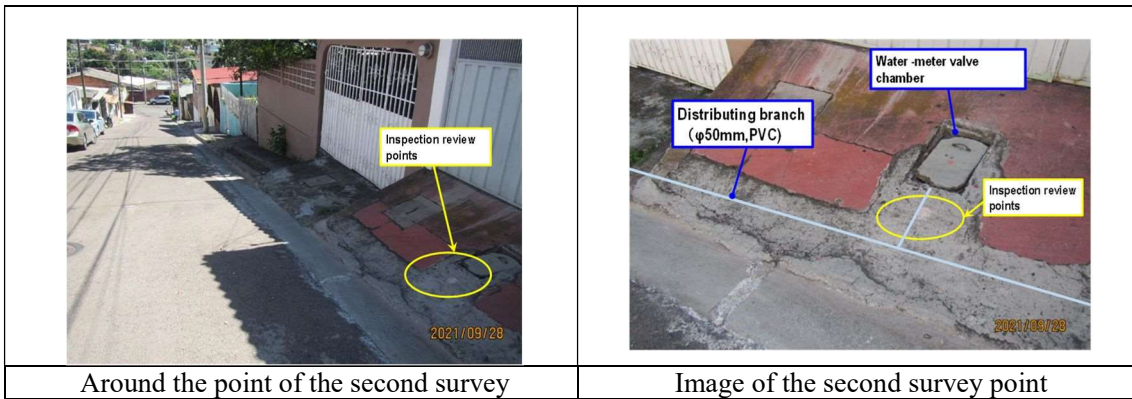 Inspection review
points
2021/09/28
Water -meter valve
chamber
Distributing branch
(φ50mm,PVC)
Inspection review
points
2021/09/28
Around the point of the second survey
Image of the second survey point